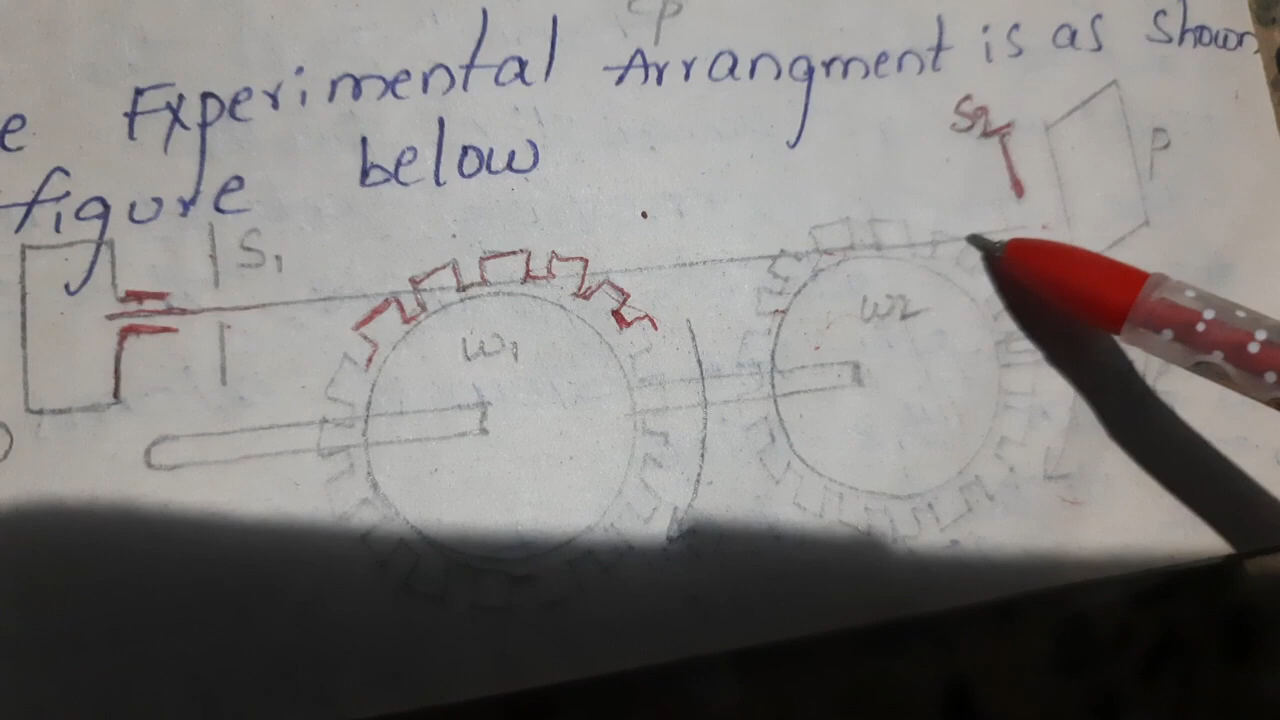 e Experimental Arrangment is as shown
figure below
S2
P
S1
W1
W2